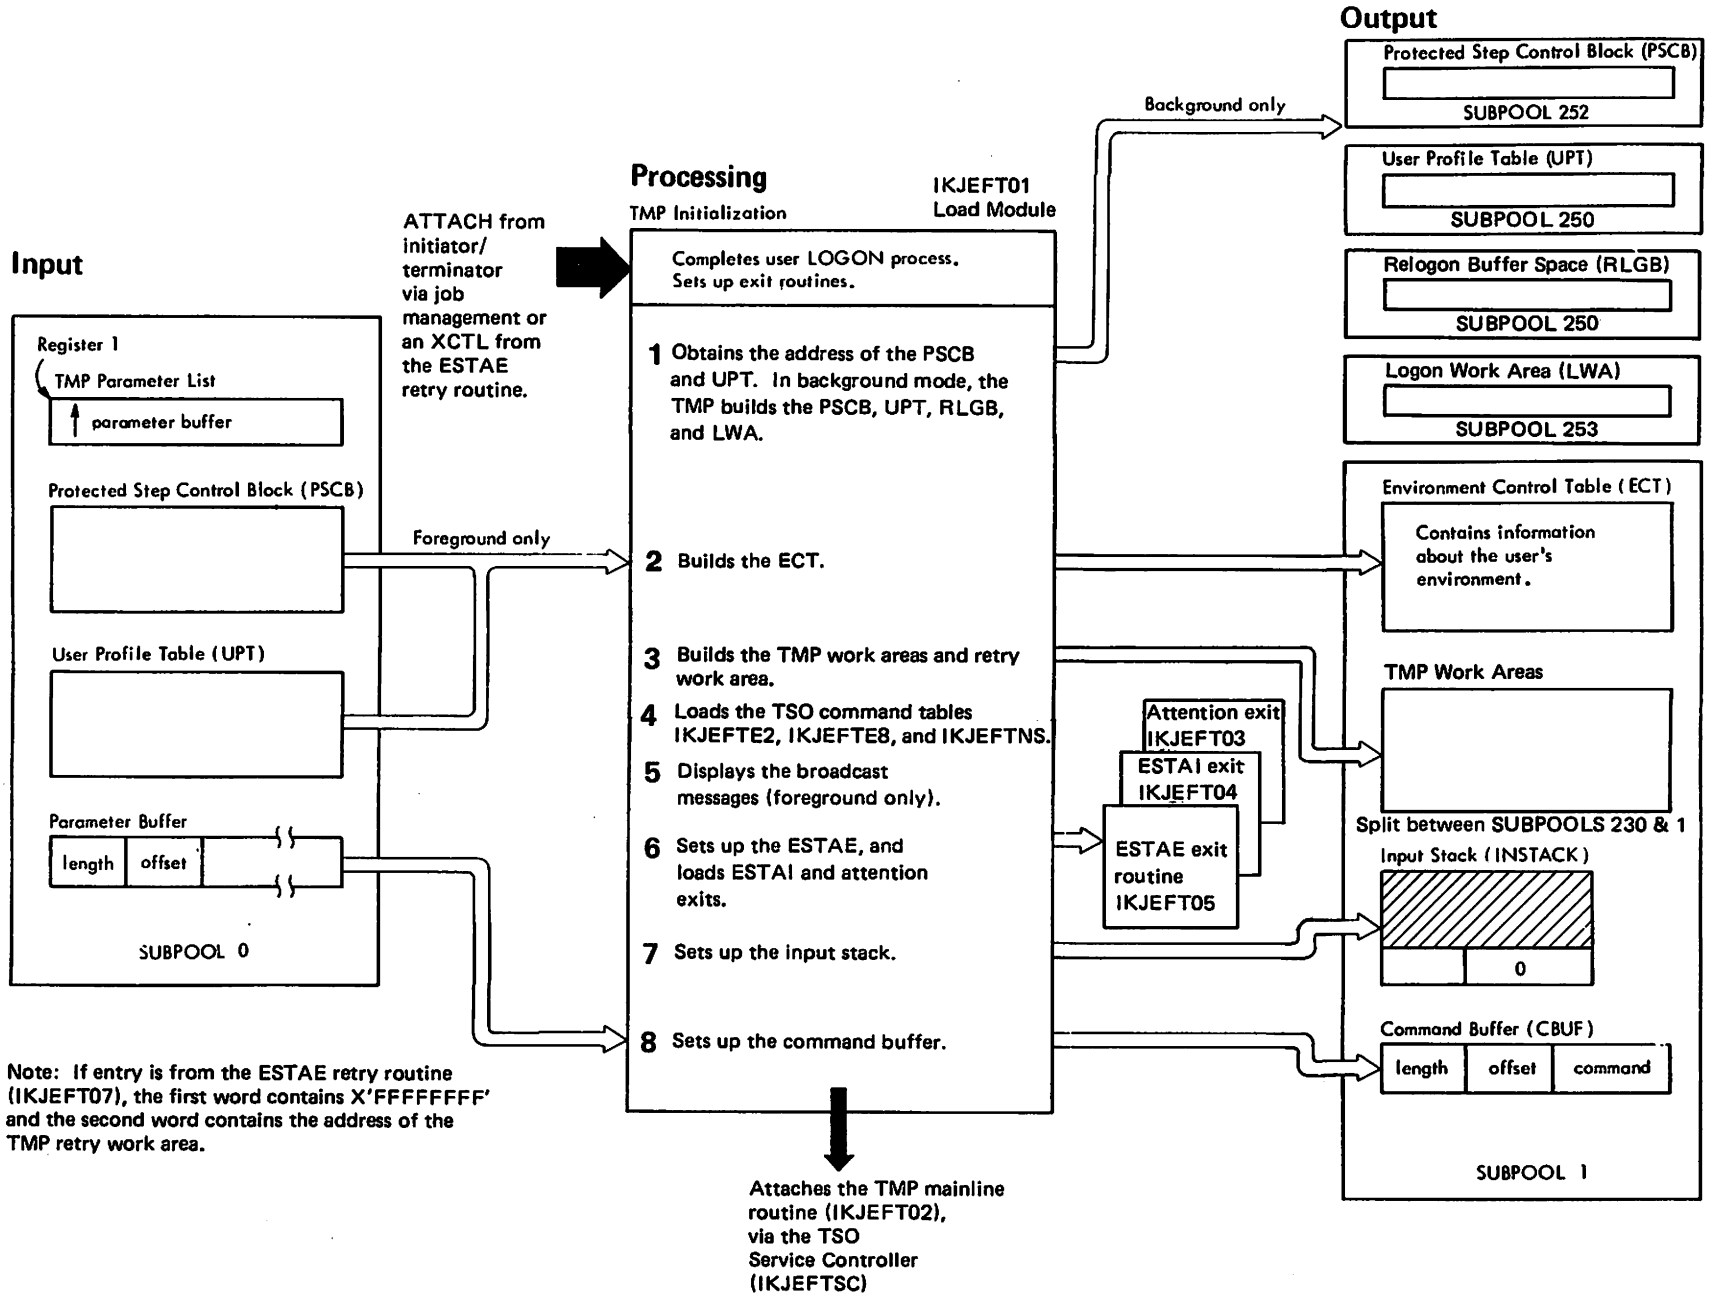 Output
Protected Step Control Block (PSCB)
SUBPOOL 252
Background only
User Profile Table (UPT)
SUBPOOL 250
Processing
IKJEFT01
Load Module
TMP Initialization
Relogon Buffer Space (RLGB)
SUBPOOL 250
Logon Work Area (LWA)
SUBPOOL 253
Input
ATTACH from
initiator/
terminator
via job
management or
an XCTL from
the ESTAE
retry routine.
Completes user LOGON process.
Sets up exit routines.
Register 1
TMP Parameter List
parameter buffer
1 Obtains the address of the PSCB
and UPT. In background mode, the
TMP builds the PSCB, UPT, RLGB,
and LWA.
Protected Step Control Block (PSCB)
Foreground only
2 Builds the ECT.
Environment Control Table (ECT)
Contains information
about the user's
environment.
User Profile Table (UPT)
3 Builds the TMP work areas and retry
work area.
TMP Work Areas
Split between SUBPOOLS 230 & 1
4 Loads the TSO command tables
IKJEFTE2, IKJEFTE8, and IKJEFTNS.
5 Displays the broadcast
messages (foreground only).
Attention exit
IKJEFT03
ESTAI exit
IKJEFT04
ESTAE exit
routine
IKJEFT05
Parameter Buffer
length
offset
SUBPOOL 0
6 Sets up the ESTAE, and
loads ESTAI and attention
exits.
Input Stack (INSTACK)
0
7 Sets up the input stack.
8 Sets up the command buffer.
Command Buffer (CBUF)
length
offset
command
SUBPOOL 1
Note: If entry is from the ESTAE retry routine
(IKJEFT07), the first word contains X'FFFFFFFF'
and the second word contains the address of the
TMP retry work area.
Attaches the TMP mainline
routine (IKJEFT02),
via the TSO
Service Controller
(IKJEFTSC)